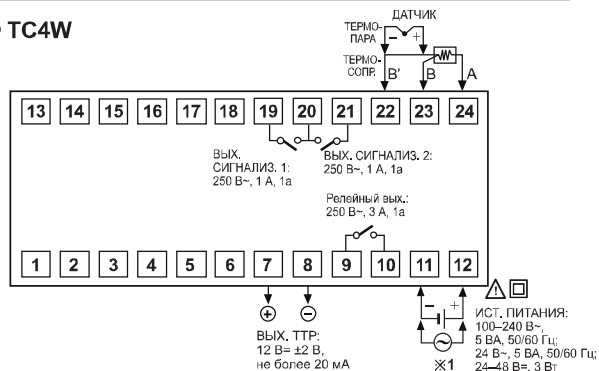 TC4W
ДАТЧИК
ТЕРМО-
ПАРА
− +
ТЕРМО-
СОПР.
B' B A
13 14 15 16 17 18 19 20 21 22 23 24
ВЫХ.
СИГНАЛИЗ. 1:
250 В~, 1 А, 1а
ВЫХ. СИГНАЛИЗ. 2:
250 В~, 1 А, 1а
Релейный вых.:
250 В~, 3 А, 1а
1 2 3 4 5 6 7 8 9 10 11 12
+ −
ВЫХ. ТТР:
12 В= ±2 В,
не более 20 мА
− +
※1
ИСТ. ПИТАНИЯ:
100–240 В~,
5 ВА, 50/60 Гц;
24 В~, 5 ВА, 50/60 Гц;
24–48 В=, 3 Вт